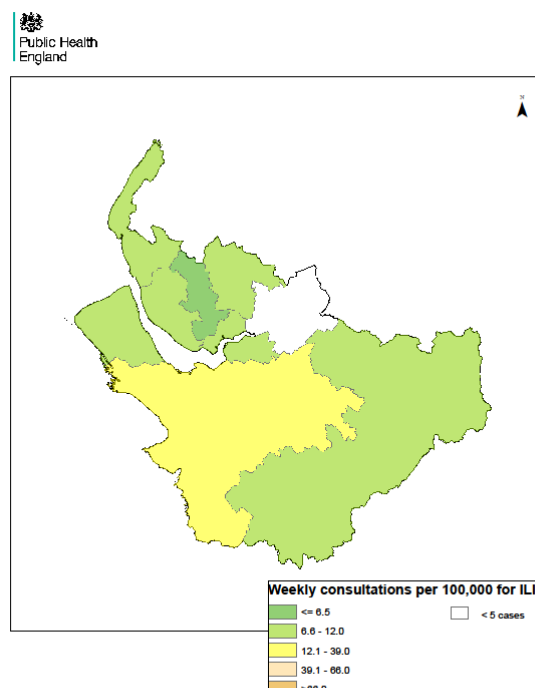 Public Health
England
N
Weekly consultations per 100,000 for ILI
<= 6.5
< 5 cases
6.6 - 12.0
12.1 - 39.0
39.1 - 66.0